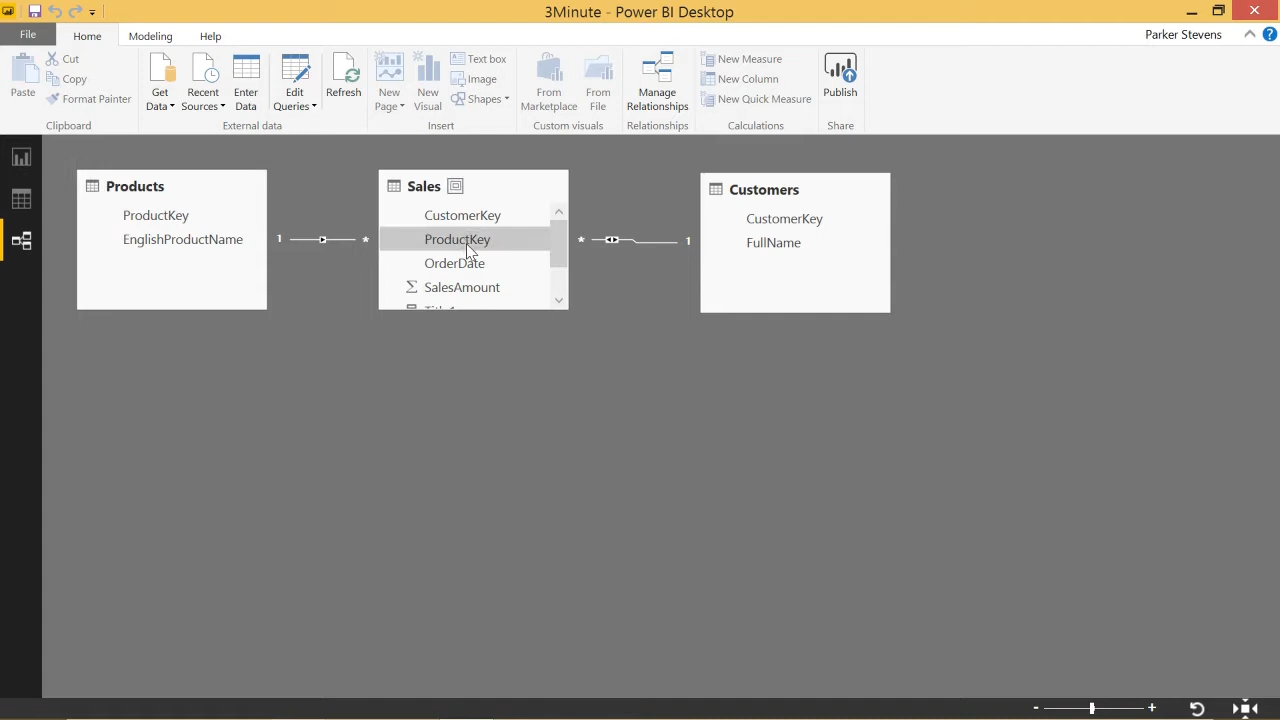 3Minute - Power BI Desktop
File
Home
Modeling
Help
Parker Stevens
Paste
Cut
Copy
Format Painter
Clipboard
Get Data
Recent Sources
Enter Data
Edit Queries
Refresh
External data
New Page
New Visual
Text box
Image
Shapes
Insert
From Marketplace
From File
Custom visuals
Manage Relationships
Relationships
New Measure
New Column
New Quick Measure
Calculations
Publish
Share
Products
ProductKey
EnglishProductName
1
*
Sales
CustomerKey
ProductKey
OrderDate
Σ SalesAmount
*
1
Customers
CustomerKey
FullName
- +